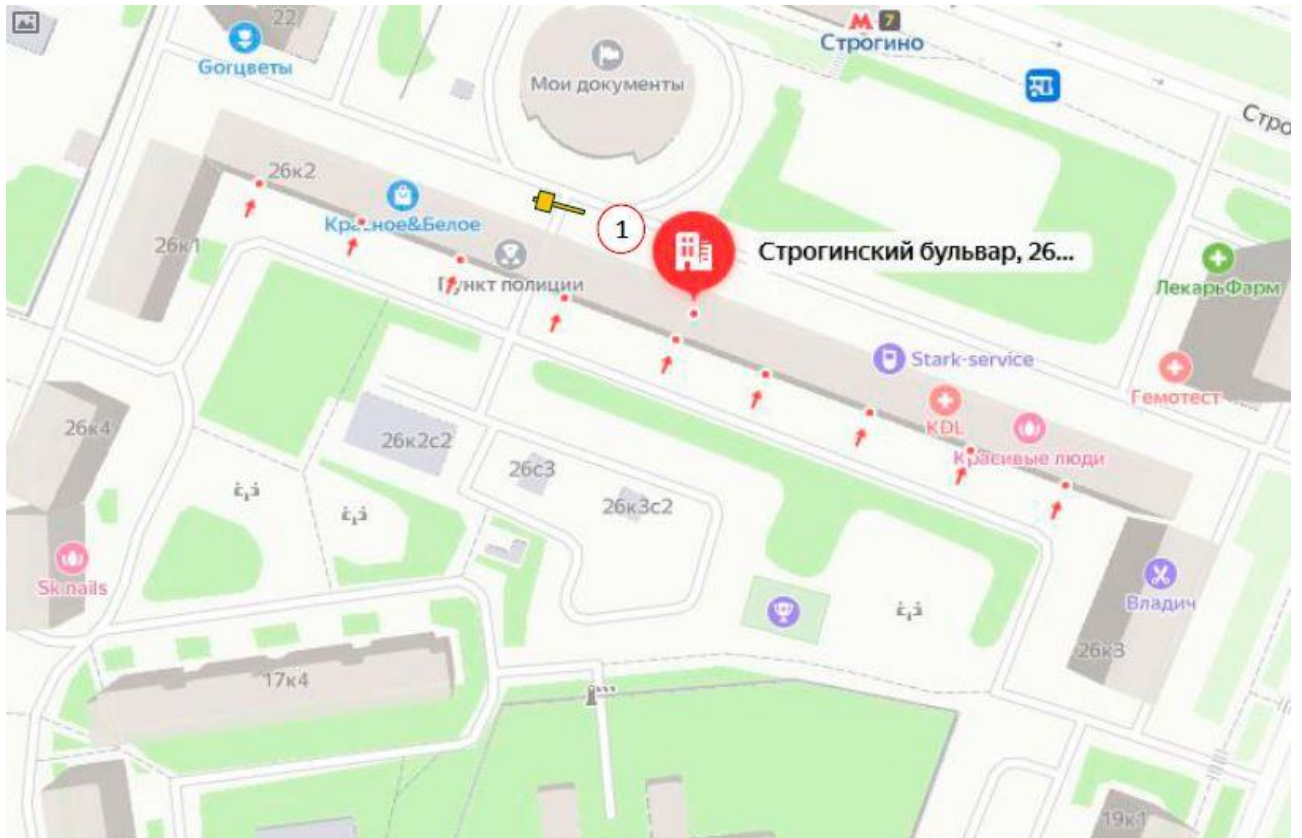 22
М 7
Строгино
Gorцветы
Мои документы
Стро
26к2
Красное&Белое
1
26к1
Строгинский бульвар, 26...
Пункт полиции
ЛекарьФарм
Stark-service
Гемотест
KDL
26к4
26к2с2
Красивые люди
26с3
26к3с2
Sk nails
Владич
26к3
17к4
19к1